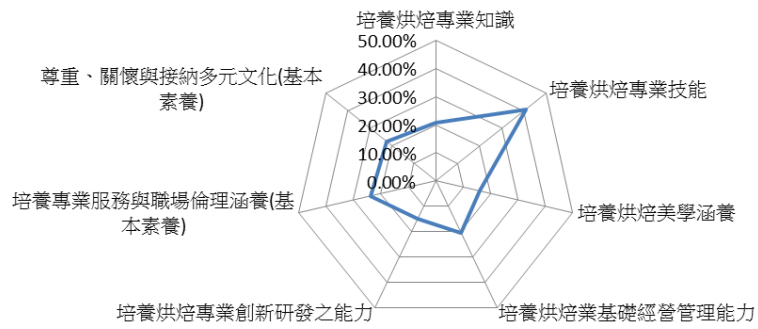 培養烘焙專業知識
50.00%
40.00%
30.00%
20.00%
10.00%
0.00%
培養烘焙專業技能
培養烘焙美學涵養
培養烘焙業基礎經營管理能力
培養烘焙專業創新研發之能力
培養專業服務與職場倫理涵養(基
本素養)
尊重、關懷與接納多元文化(基本
素養)